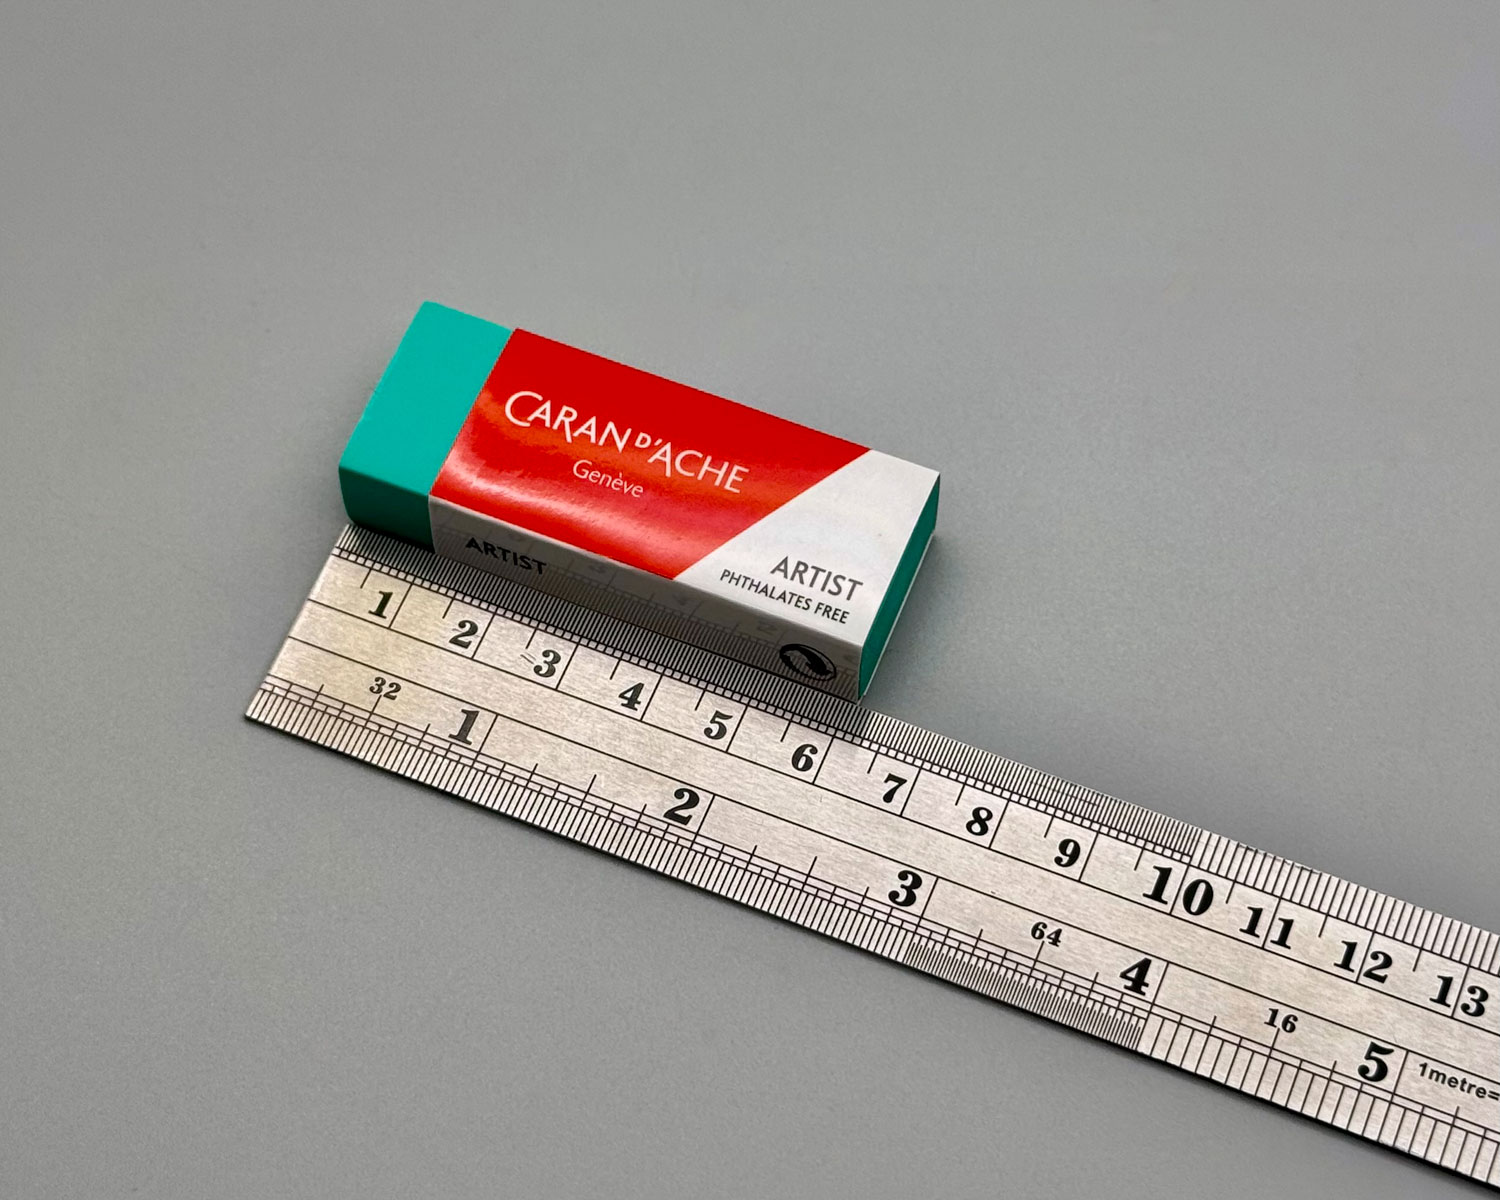 CARAN D'ACHE
Genève
ARTIST
PHTHALATES FREE
ARTIST
1 2 3 4 5 6 7 8 9 10 11 12 13
32 64 16
1 2 3 4 5
1metre=